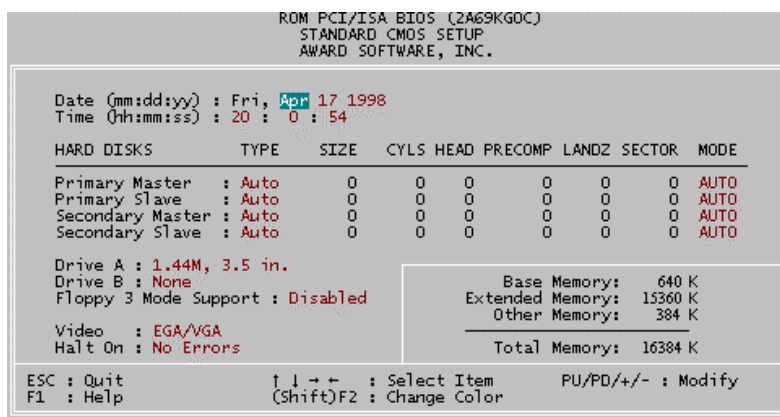 ROM PCI/ISA BIOS (2A69KGOC)
STANDARD CMOS SETUP
AWARD SOFTWARE, INC.
Date (mm:dd:yy) : Fri, Apr 17 1998
Time (hh:mm:ss) : 20 : 0 : 54
HARD DISKS TYPE SIZE CYLS HEAD PRECOMP LANDZ SECTOR MODE
Primary Master : Auto 0 0 0 0 0 0 AUTO
Primary Slave : Auto 0 0 0 0 0 0 AUTO
Secondary Master : Auto 0 0 0 0 0 0 AUTO
Secondary Slave : Auto 0 0 0 0 0 0 AUTO
Drive A : 1.44M, 3.5 in.
Drive B : None
Floppy 3 Mode Support : Disabled
Video : EGA/VGA
Halt On : No Errors
Base Memory: 640 K
Extended Memory: 15360 K
Other Memory: 384 K
Total Memory: 16384 K
ESC : Quit ↑ ↓ → ← : Select Item PU/PD/+/- : Modify
F1 : Help (Shift)F2 : Change Color